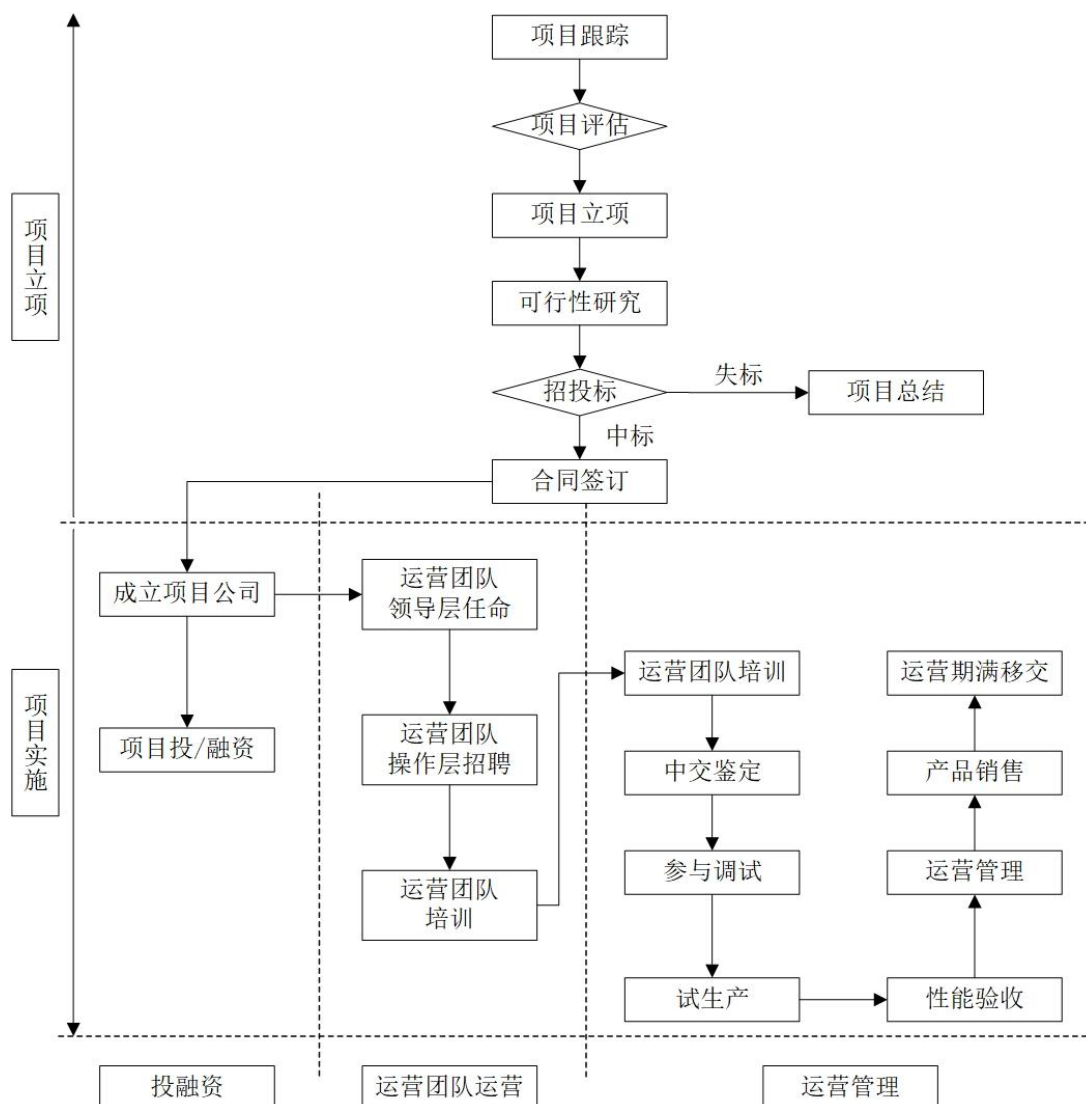 项目跟踪
项目评估
项目立项
项目立项
可行性研究
招投标
失标
项目总结
中标
合同签订
项目实施
成立项目公司
项目投/融资
运营团队
领导层任命
运营团队
操作层招聘
运营团队
培训
运营团队培训
中交鉴定
参与调试
试生产
性能验收
运营管理
产品销售
运营期满移交
投融资
运营团队运营
运营管理